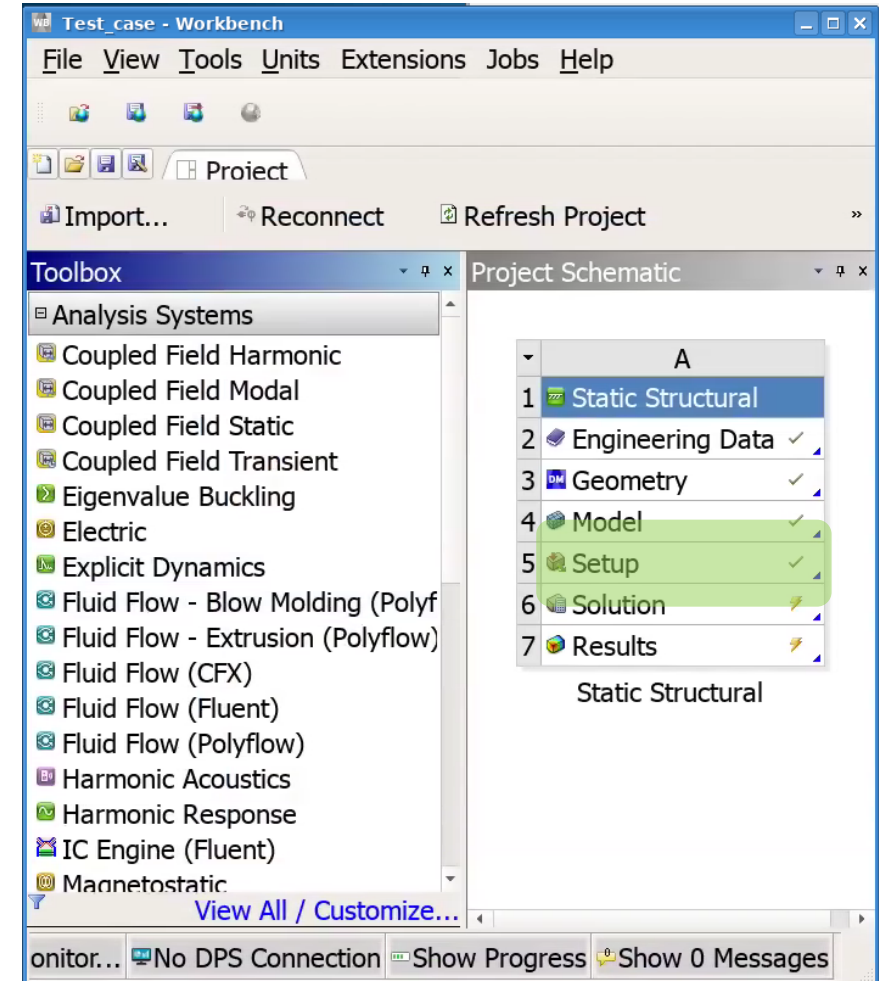 Test_case - Workbench
File View Tools Units Extensions Jobs Help
Project
Import... Reconnect Refresh Project »
Toolbox
Project Schematic
Analysis Systems
Coupled Field Harmonic
Coupled Field Modal
Coupled Field Static
Coupled Field Transient
Eigenvalue Buckling
Electric
Explicit Dynamics
Fluid Flow - Blow Molding (Polyf
Fluid Flow - Extrusion (Polyflow)
Fluid Flow (CFX)
Fluid Flow (Fluent)
Fluid Flow (Polyflow)
Harmonic Acoustics
Harmonic Response
IC Engine (Fluent)
Magnetostatic
View All / Customize...
A
1 Static Structural
2 Engineering Data
3 DM Geometry
4 Model
5 Setup
6 Solution
7 Results
Static Structural
onitor... No DPS Connection Show Progress Show 0 Messages